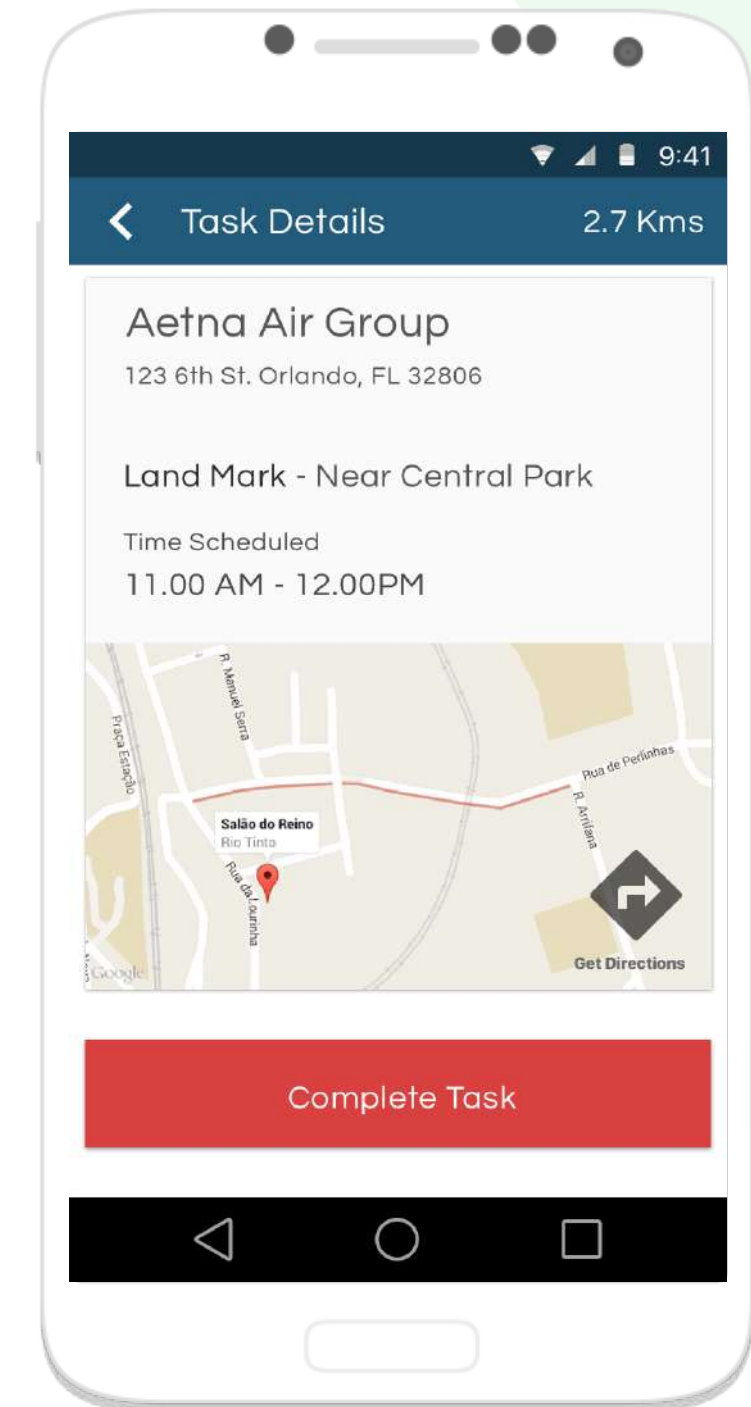 9:41
Task Details
2.7 Kms
Aetna Air Group
123 6th St. Orlando, FL 32806
Land Mark - Near Central Park
Time Scheduled
11.00 AM - 12.00PM
R. Manuel Serra
Praça Estação
Rua de Perlinhas
R. Arrifana
Salão do Reino
Rio Tinto
Rua da Lourinha
Google
Get Directions
Complete Task